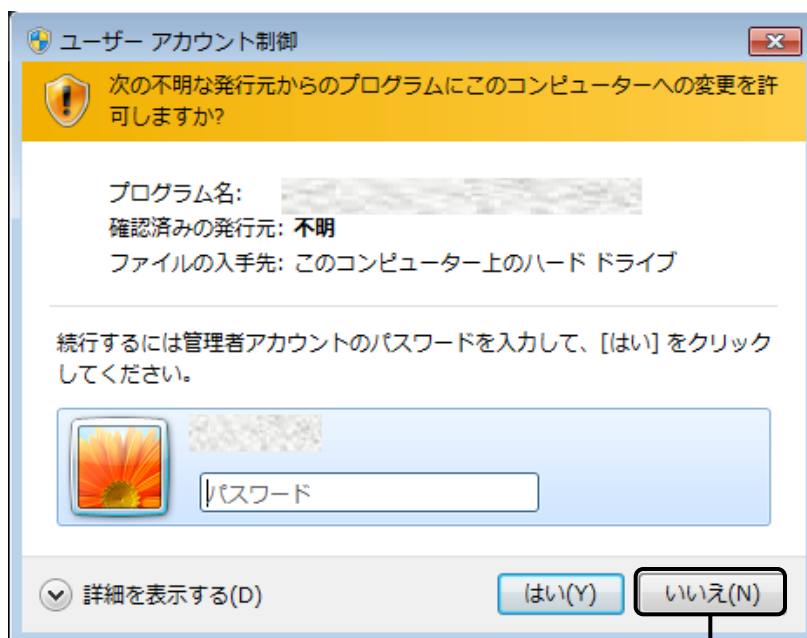 ユーザー アカウント制御
次の不明な発行元からのプログラムにこのコンピューターへの変更を許
可しますか?
プログラム名:
確認済みの発行元: 不明
ファイルの入手先: このコンピューター上のハード ドライブ
続行するには管理者アカウントのパスワードを入力して、[はい] をクリック
してください。
パスワード
詳細を表示する(D)
はい(Y)
いいえ(N)